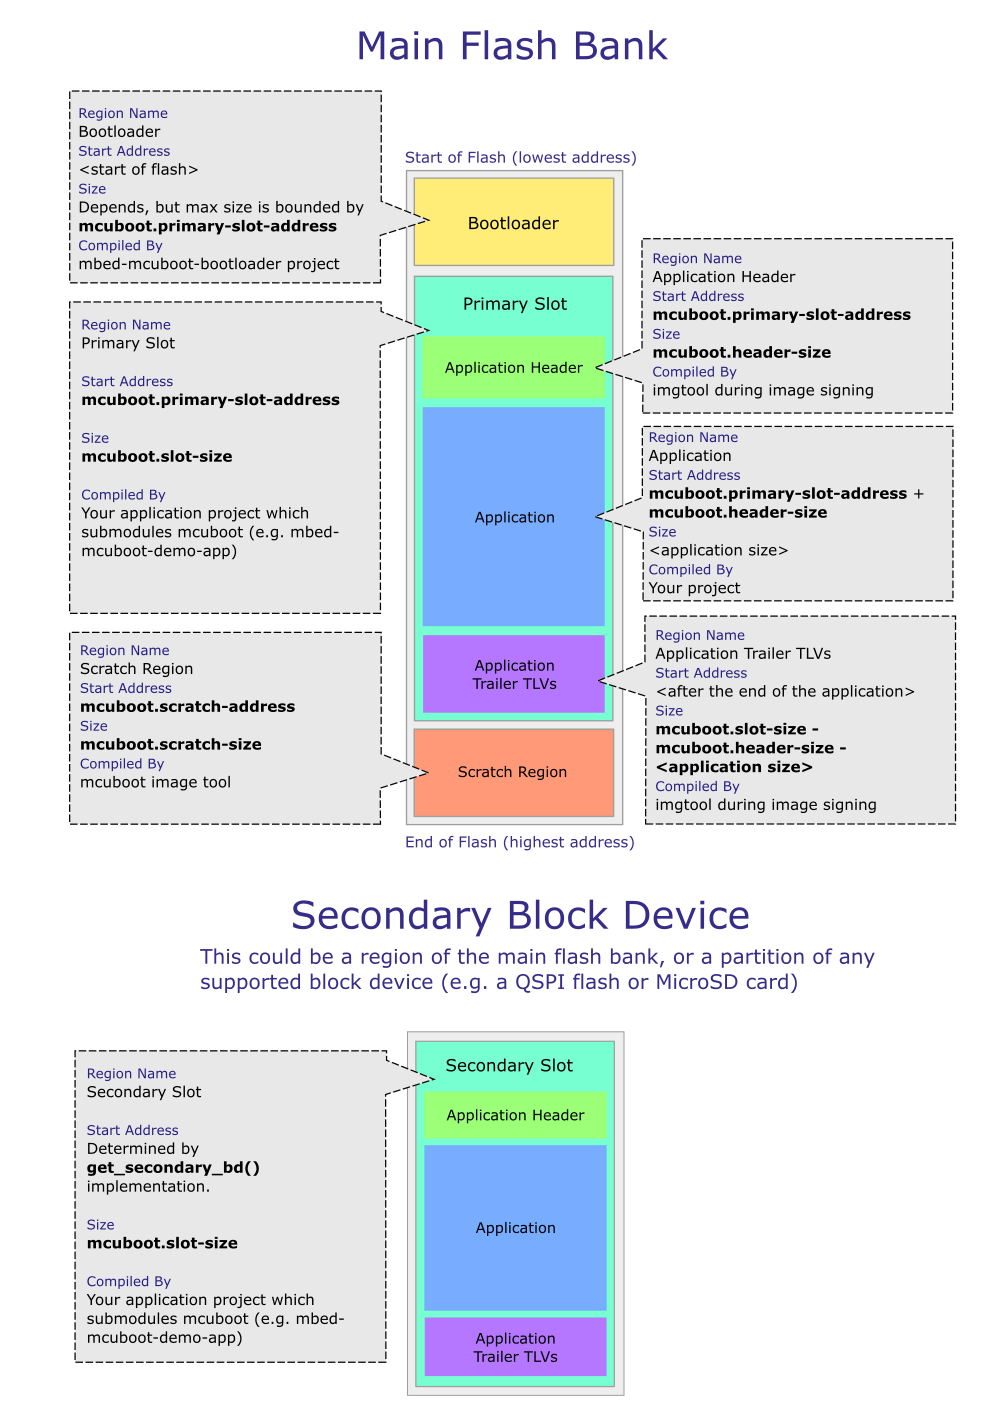 Main Flash Bank
Region Name
Bootloader
Start Address
<start of flash>
Size
Depends, but max size is bounded by
mcuboot.primary-slot-address
Compiled By
mbed-mcuboot-bootloader project
Region Name
Primary Slot
Start Address
mcuboot.primary-slot-address
Size
mcuboot.slot-size
Compiled By
Your application project which
submodules mcuboot (e.g. mbed-
mcuboot-demo-app)
Region Name
Scratch Region
Start Address
mcuboot.scratch-address
Size
mcuboot.scratch-size
Compiled By
mcuboot image tool
Start of Flash (lowest address)
Bootloader
Primary Slot
Application Header
Application
Application
Trailer TLVs
Scratch Region
End of Flash (highest address)
Region Name
Application Header
Start Address
mcuboot.primary-slot-address
Size
mcuboot.header-size
Compiled By
imgtool during image signing
Region Name
Application
Start Address
mcuboot.primary-slot-address +
mcuboot.header-size
Size
<application size>
Compiled By
Your project
Region Name
Application Trailer TLVs
Start Address
<after the end of the application>
Size
mcuboot.slot-size -
mcuboot.header-size -
<application size>
Compiled By
imgtool during image signing
Secondary Block Device
This could be a region of the main flash bank, or a partition of any
supported block device (e.g. a QSPI flash or MicroSD card)
Region Name
Secondary Slot
Start Address
Determined by
get_secondary_bd()
implementation.
Size
mcuboot.slot-size
Compiled By
Your application project which
submodules mcuboot (e.g. mbed-
mcuboot-demo-app)
Secondary Slot
Application Header
Application
Application
Trailer TLVs